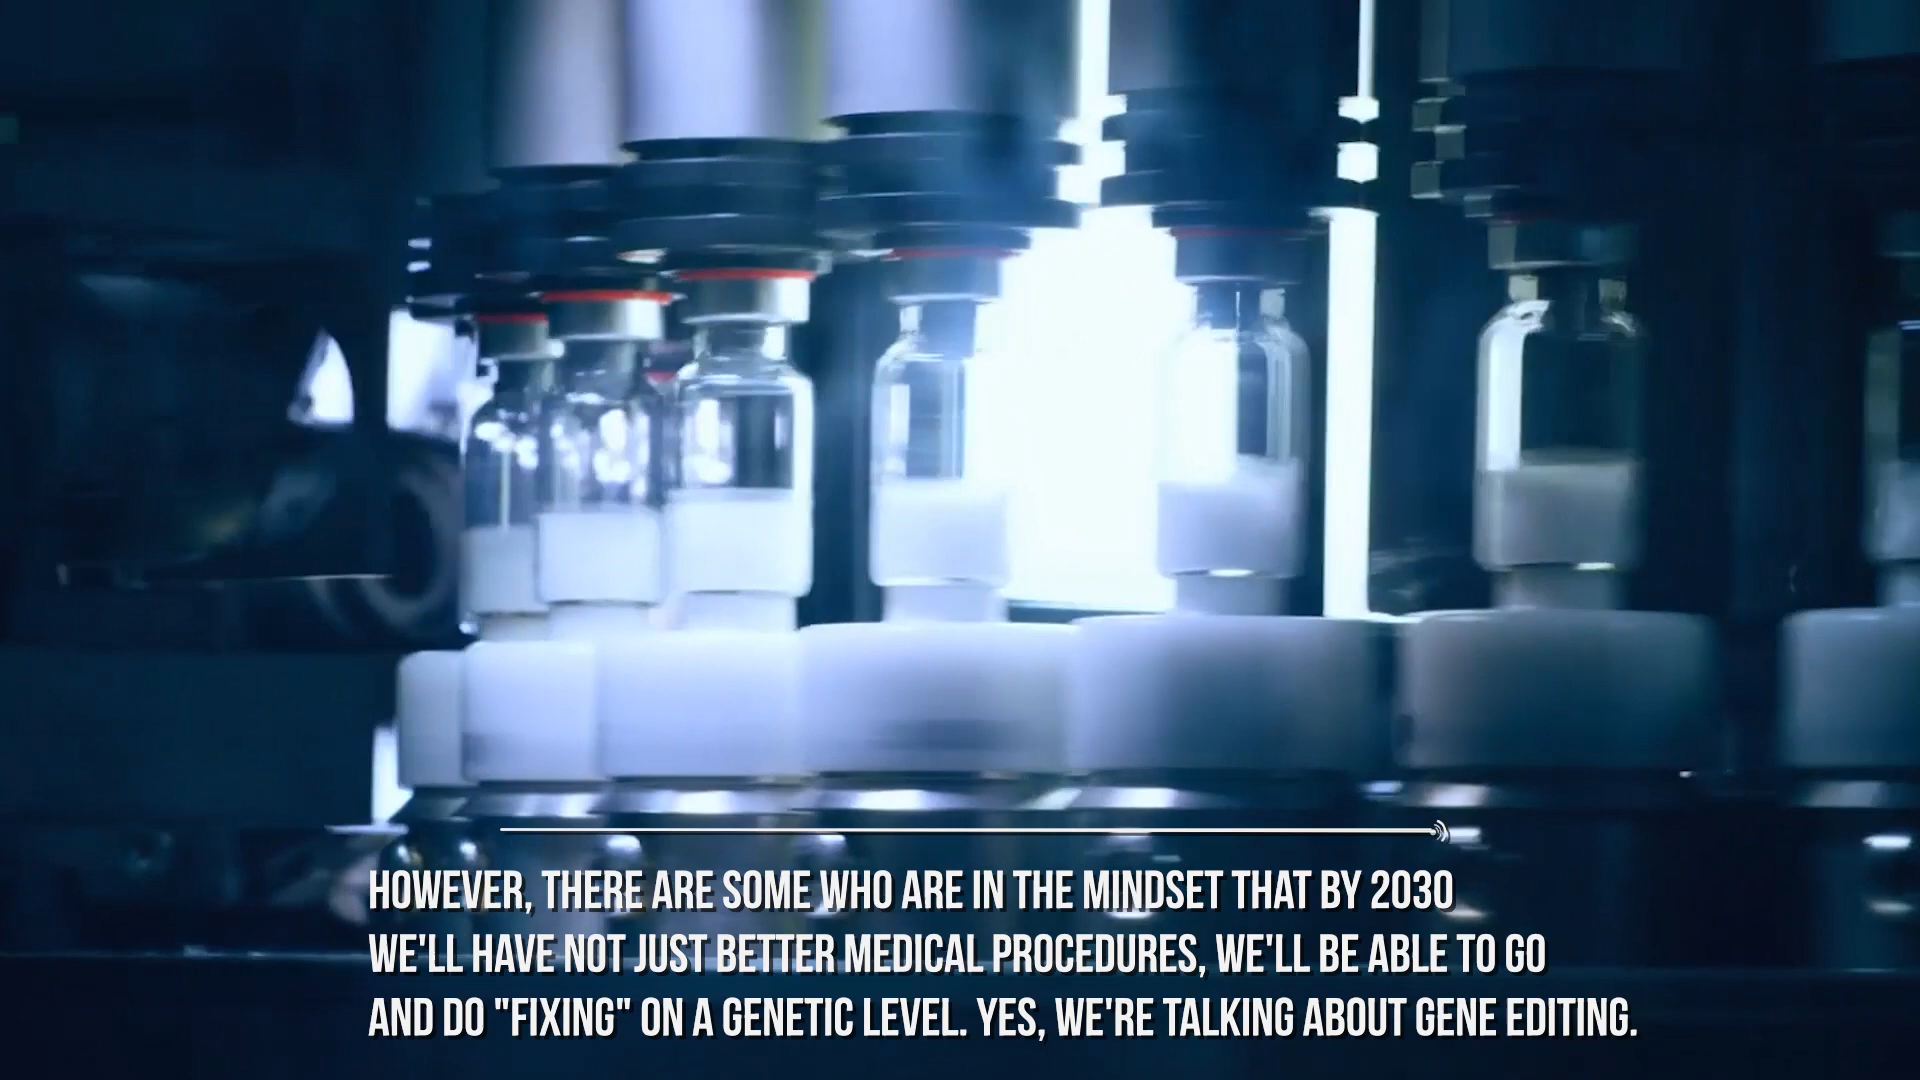 HOWEVER, THERE ARE SOME WHO ARE IN THE MINDSET THAT BY 2030
WE'LL HAVE NOT JUST BETTER MEDICAL PROCEDURES, WE'LL BE ABLE TO GO
AND DO "FIXING" ON A GENETIC LEVEL. YES, WE'RE TALKING ABOUT GENE EDITING.